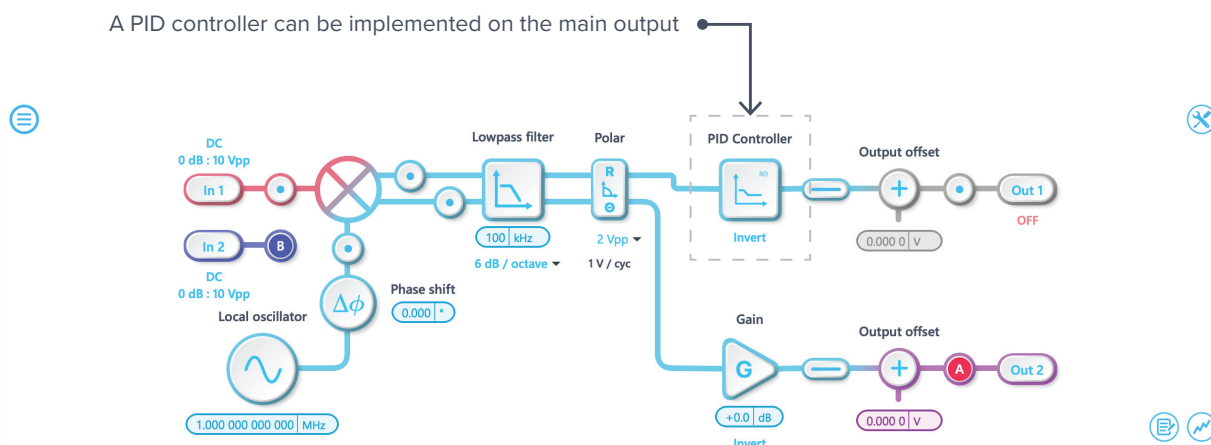 A PID controller can be implemented on the main output
DC
0 dB : 10 Vpp
In 1
In 2
B
DC
0 dB : 10 Vpp
Local oscillator
1.000 000 000 000 MHz
Δϕ
Phase shift
0.000 °
Lowpass filter
100 kHz
6 dB / octave
Polar
R
Θ
2 Vpp
1 V / cyc
PID Controller
RΘ
Invert
Output offset
+
0.000 0 V
Out 1
OFF
Gain
G
+0.0 dB
Invert
Output offset
+
0.000 0 V
A
Out 2